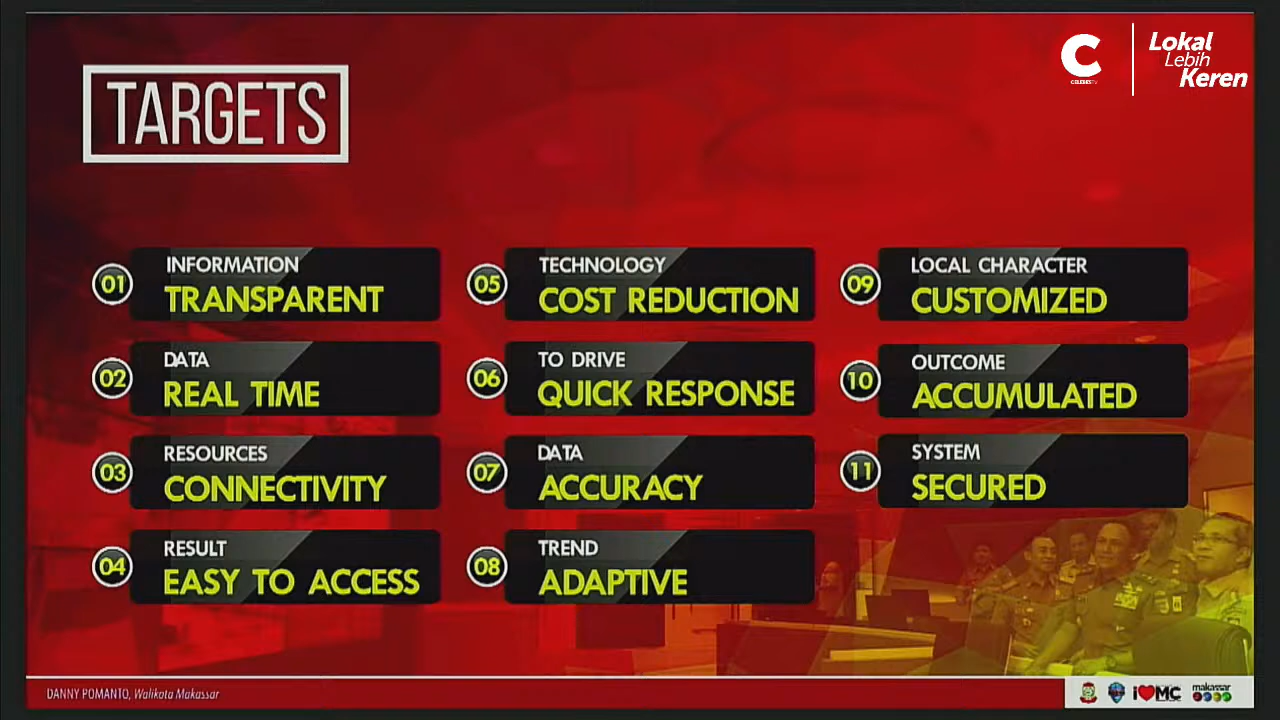 C
CELEBESTV
Lokal
Lebih
Keren
TARGETS
01
INFORMATION
TRANSPARENT
02
DATA
REAL TIME
03
RESOURCES
CONNECTIVITY
04
RESULT
EASY TO ACCESS
05
TECHNOLOGY
COST REDUCTION
06
TO DRIVE
QUICK RESPONSE
07
DATA
ACCURACY
08
TREND
ADAPTIVE
09
LOCAL CHARACTER
CUSTOMIZED
10
OUTCOME
ACCUMULATED
11
SYSTEM
SECURED
DANNY POMANTO, Walikota Makassar
i MC
makassar